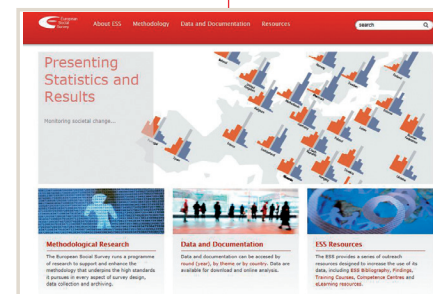 European
Social
Survey
About ESS Methodology Data and Documentation Resources
search
Presenting
Statistics and
Results
Monitoring societal change...
Methodological Research
The European Social Survey runs a programme
of research to support and enhance the
methodology that underpins the high standards
it pursues in every aspect of survey design,
data collection and archiving.
Data and Documentation
Data and documentation can be accessed by
round (year), by theme or by country. Data are
available for download and online analysis.
ESS Resources
The ESS provides a series of outreach
resources designed to increase the use of its
data, including ESS Bibliography, Findings,
Training Courses, Competence Centres and
eLearning resources.